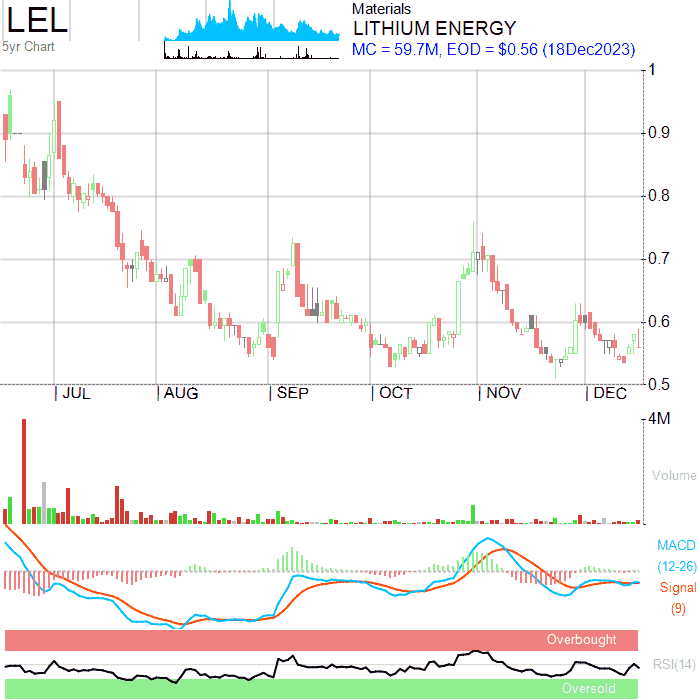 LEL
5yr Chart
Materials
LITHIUM ENERGY
MC = 59.7M, EOD = $0.56 (18Dec2023)
1
0.9
0.8
0.7
0.6
0.5
JUL AUG SEP OCT NOV DEC
4M
Volume
MACD
(12-26)
Signal
(9)
Overbought
RSI(14)
Oversold